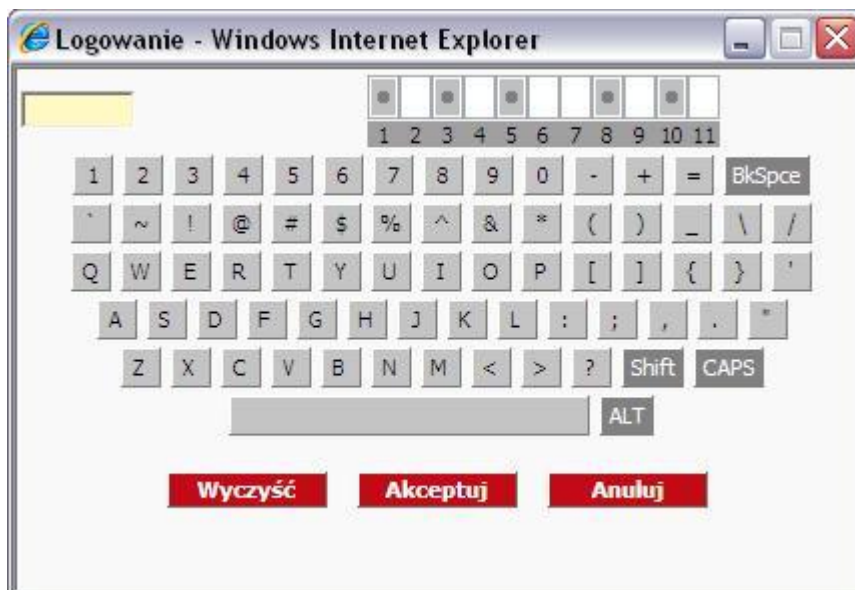 Logowanie - Windows Internet Explorer
1 2 3 4 5 6 7 8 9 10 11
1 2 3 4 5 6 7 8 9 0 - + = BkSpce
` ~ ! @ # $ % ^ & * ( ) _ \ /
Q W E R T Y U I O P [ ] { } '
A S D F G H J K L : ; , . "
Z X C V B N M < > ? Shift CAPS
ALT
Wyczyść Akceptuj Anuluj